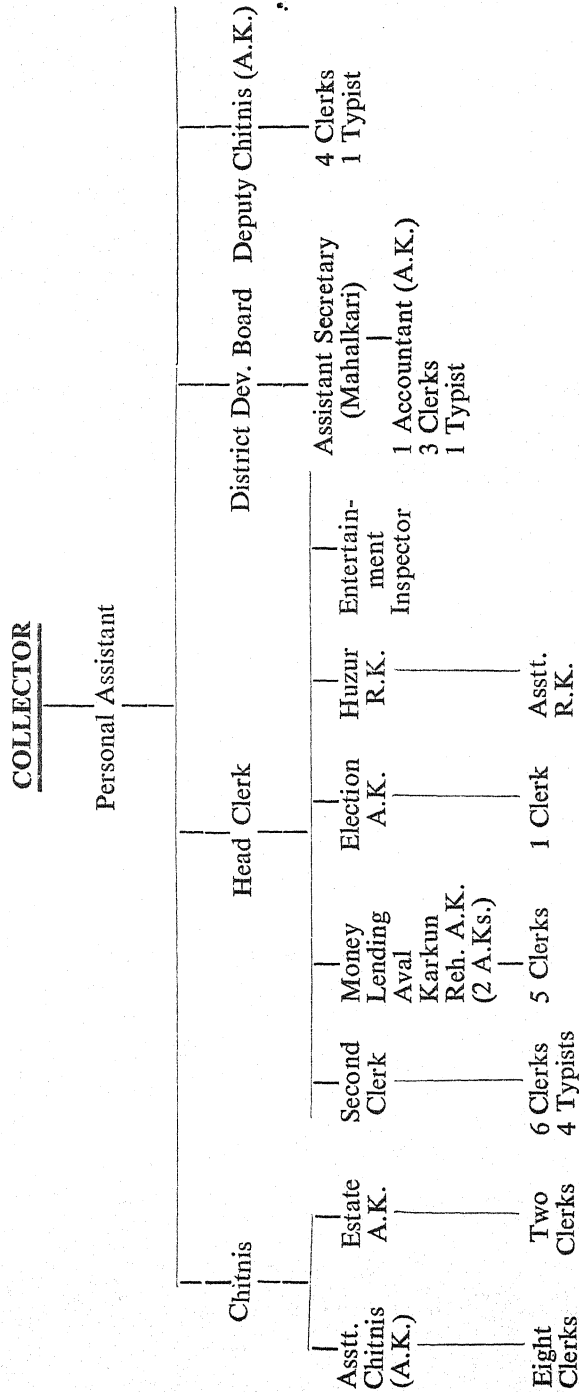 COLLECTOR
Personal Assistant
Chitnis
Head Clerk
District Dev. Board
Deputy Chitnis (A.K.)
Asstt.
Chitnis
(A.K.)
Eight
Clerks
Estate
A.K.
Two
Clerks
Second
Clerk
6 Clerks
4 Typists
Money
Lending
Aval
Karkun
Reh. A.K.
(2 A.Ks.)
5 Clerks
Election
A.K.
1 Clerk
Huzur
R.K.
Asstt.
R.K.
Entertain-
ment
Inspector
Assistant Secretary
(Mahalkari)
1 Accountant (A.K.)
3 Clerks
1 Typist
4 Clerks
1 Typist